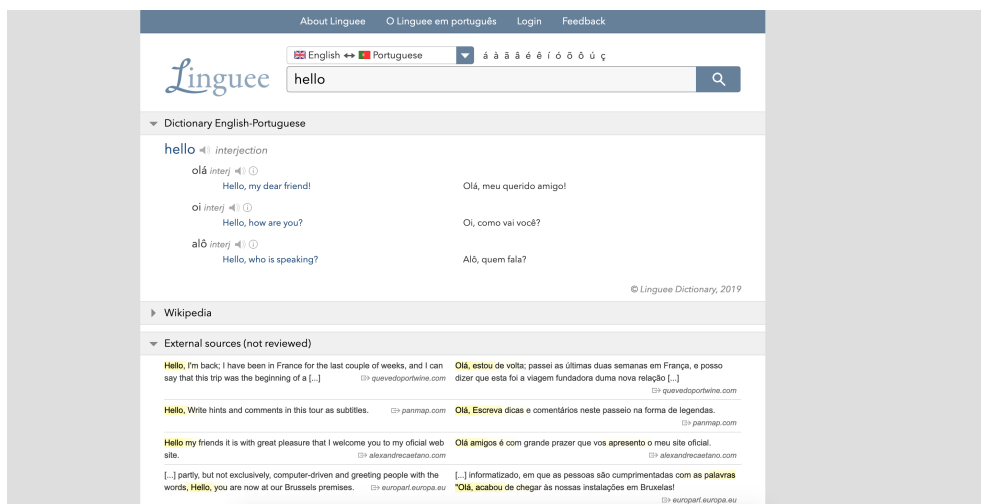 About Linguee O Linguee em português Login Feedback
English ↔ Portuguese á à ã â é ê í ó õ ô ú ç
Linguee
hello
Dictionary English-Portuguese
hello interjection
olá interj
Hello, my dear friend! Olá, meu querido amigo!
oi interj
Hello, how are you? Oi, como vai você?
alô interj
Hello, who is speaking? Alô, quem fala?
© Linguee Dictionary, 2019
Wikipedia
External sources (not reviewed)
Hello, I'm back; I have been in France for the last couple of weeks, and I can
say that this trip was the beginning of a [...] quevedoportwine.com
Olá, estou de volta; passei as últimas duas semanas em França, e posso
dizer que esta foi a viagem fundadora duma nova relação [...]
quevedoportwine.com
Hello, Write hints and comments in this tour as subtitles. panmap.com
Olá, Escreva dicas e comentários neste passeio na forma de legendas.
panmap.com
Hello my friends it is with great pleasure that I welcome you to my oficial web
site. alexandrecaetano.com
Olá amigos é com grande prazer que vos apresento o meu site oficial.
alexandrecaetano.com
[...] partly, but not exclusively, computer-driven and greeting people with the
words, Hello, you are now at our Brussels premises. europarl.europa.eu
[...] informatizado, em que as pessoas são cumprimentadas com as palavras
"Olá, acabou de chegar às nossas instalações em Bruxelas!
europarl.europa.eu